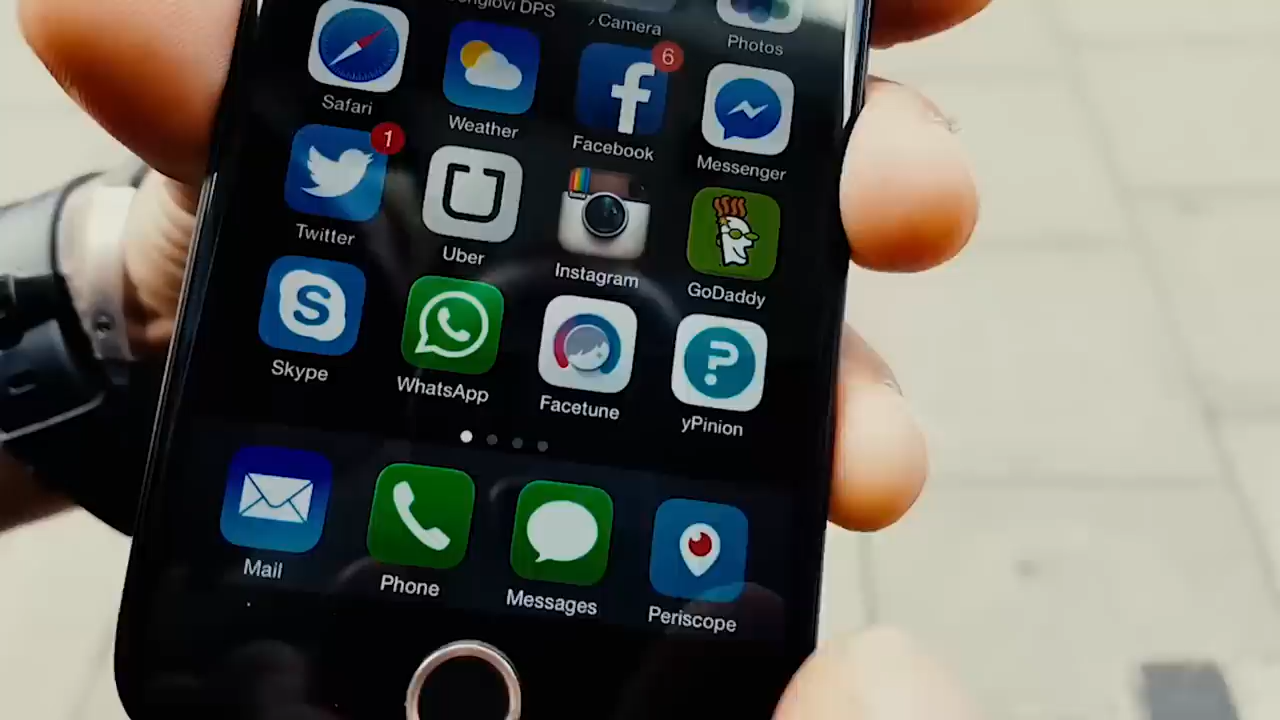 DPS Camera Photos
Safari Weather Facebook 6 Messenger
Twitter 1 Uber Instagram GoDaddy
Skype WhatsApp Facetune yPinion
Mail Phone Messages Periscope